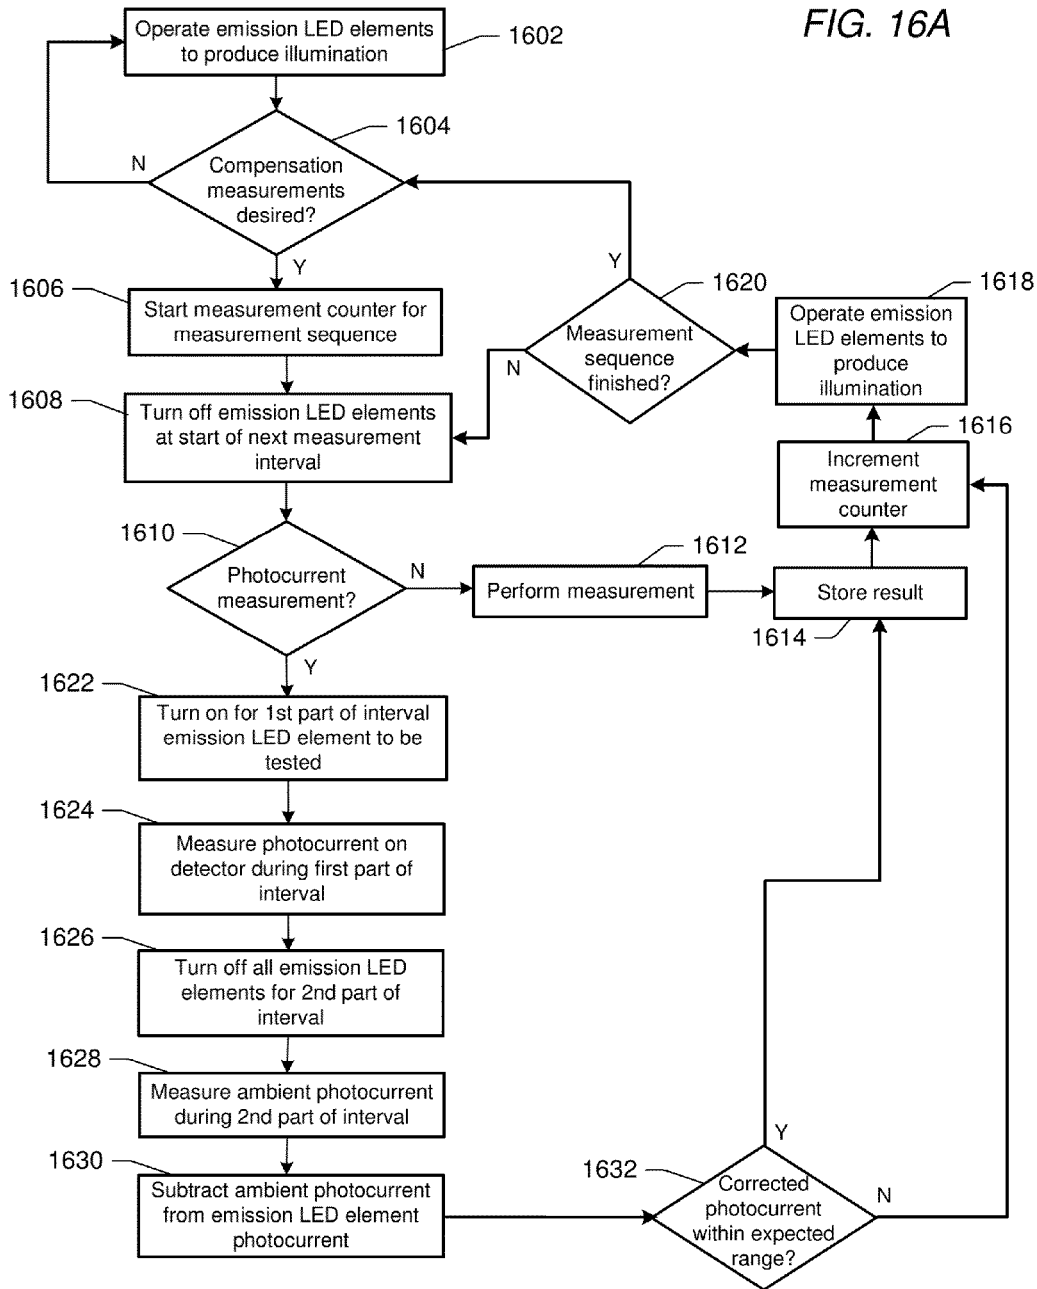 FIG. 16A
Operate emission LED elements
to produce illumination
1602
1604
N
Compensation
measurements
desired?
Y
Y
1606
Start measurement counter for
measurement sequence
1620
Measurement
sequence
finished?
N
1618
Operate emission
LED elements to
produce
illumination
1608
Turn off emission LED elements
at start of next measurement
interval
1616
Increment
measurement
counter
1610
Photocurrent
measurement?
N
1612
Perform measurement
Store result
1614
Y
1622
Turn on for 1st part of interval
emission LED element to be
tested
1624
Measure photocurrent on
detector during first part of
interval
1626
Turn off all emission LED
elements for 2nd part of
interval
1628
Measure ambient photocurrent
during 2nd part of interval
1630
Subtract ambient photocurrent
from emission LED element
photocurrent
Y
1632
Corrected
photocurrent
within expected
range?
N